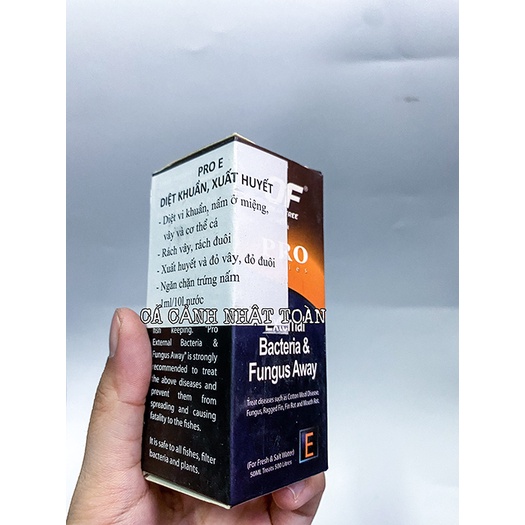 PRO E
DIỆT KHUẨN, XUẤT HUYẾT
- Diệt vi khuẩn, nấm ở miệng,
vây và cơ thể cá
- Rách vây, rách đuôi
- Xuất huyết và đỏ vây, đỏ đuôi
- Ngăn chặn trứng nấm
1ml/10l nước
CÁ CẢNH NHẬT TOÀN
fish keeping. "Pro
External Bacteria &
Fungus Away" is strongly
recommended to treat
the above diseases and
prevent them from
spreading and causing
fatality to the fishes.
It is safe to all fishes, filter
bacteria and plants.
PRO
External
Bacteria &
Fungus Away
Treat diseases such as Cotton Wool Disease,
Fungus, Ragged Fin, Fin Rot and Mouth Rot.
E
(For Fresh & Salt Water)
50ML Treats 500 Litres